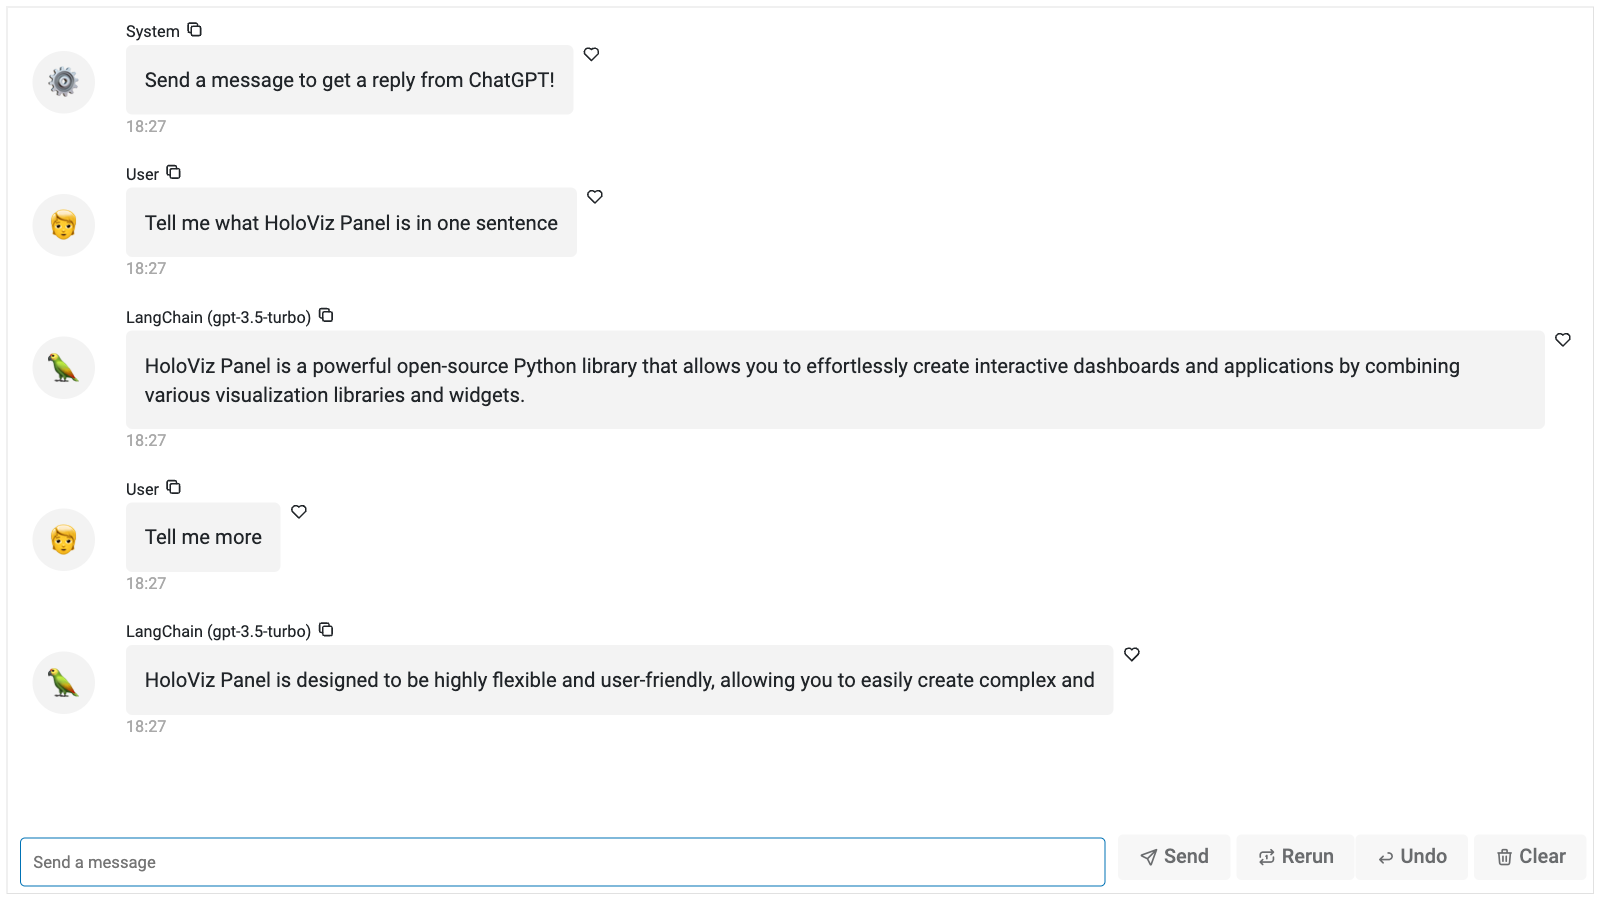 System
Send a message to get a reply from ChatGPT!
18:27
User
Tell me what HoloViz Panel is in one sentence
18:27
LangChain (gpt-3.5-turbo)
HoloViz Panel is a powerful open-source Python library that allows you to effortlessly create interactive dashboards and applications by combining
various visualization libraries and widgets.
18:27
User
Tell me more
18:27
LangChain (gpt-3.5-turbo)
HoloViz Panel is designed to be highly flexible and user-friendly, allowing you to easily create complex and
18:27
Send a message
Send
Rerun
Undo
Clear